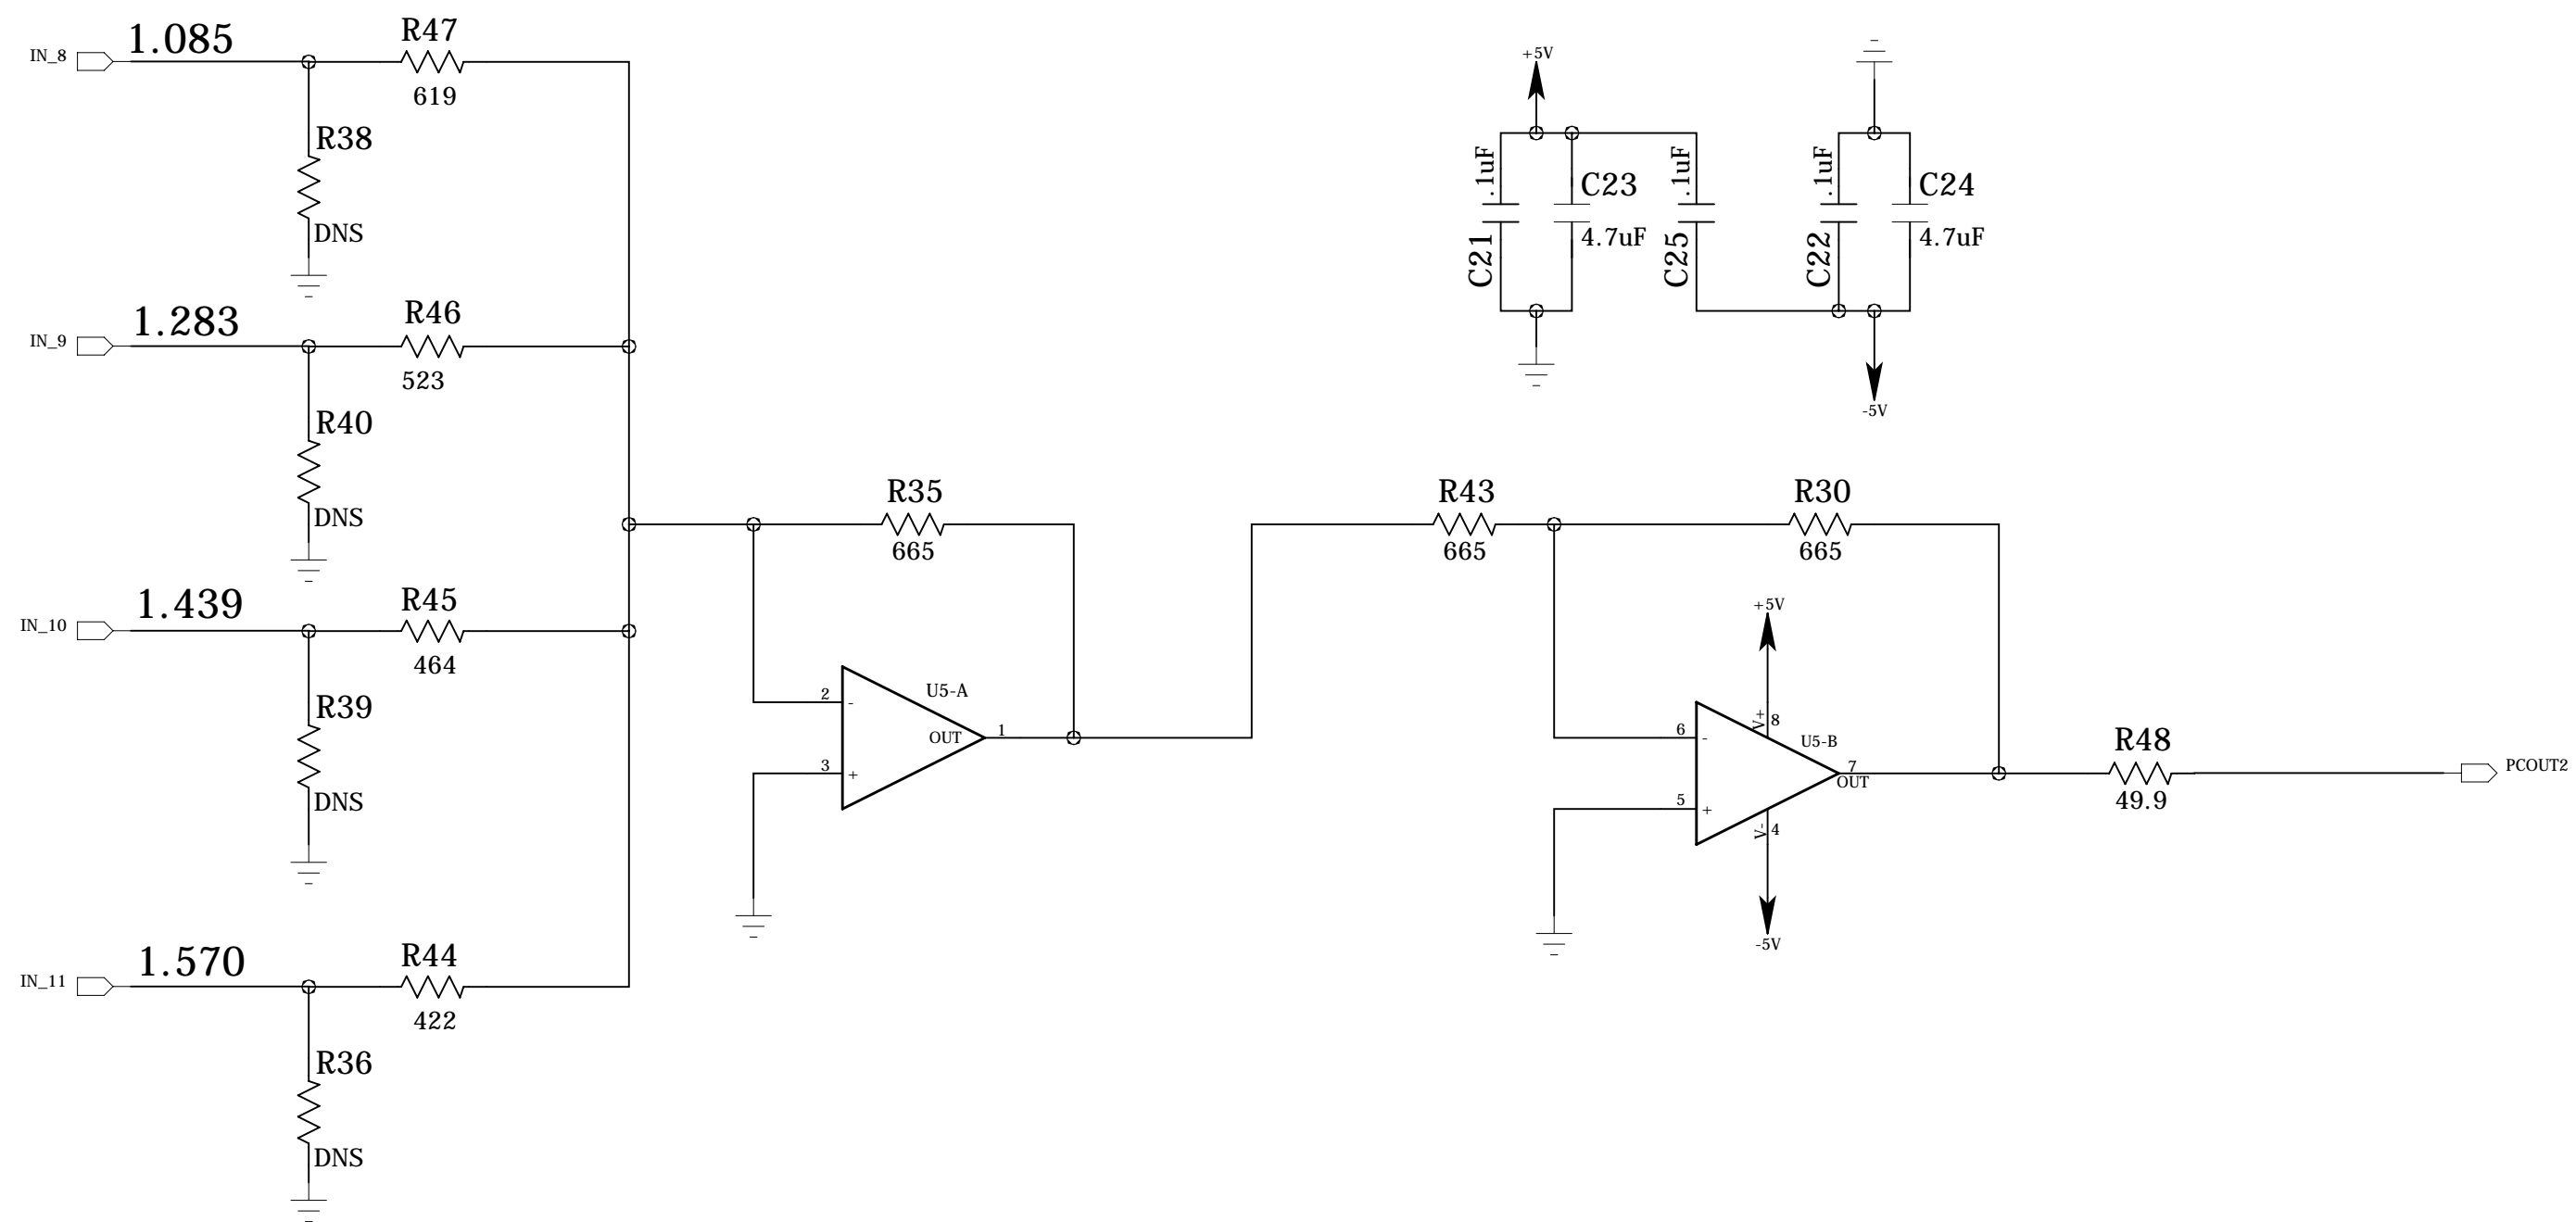 IN_8
1.085
R47
619
R38
DNS
IN_9
1.283
R46
523
R40
DNS
IN_10
1.439
R45
464
R39
DNS
IN_11
1.570
R44
422
R36
DNS
R35
665
2
-
U5-A
OUT
1
3
+
+5V
.1uF
C21
C23
4.7uF
.1uF
C25
.1uF
C22
C24
4.7uF
-5V
R43
665
R30
665
+5V
V+
8
6
-
U5-B
7
OUT
5
+
V-
4
-5V
R48
49.9
PCOUT2